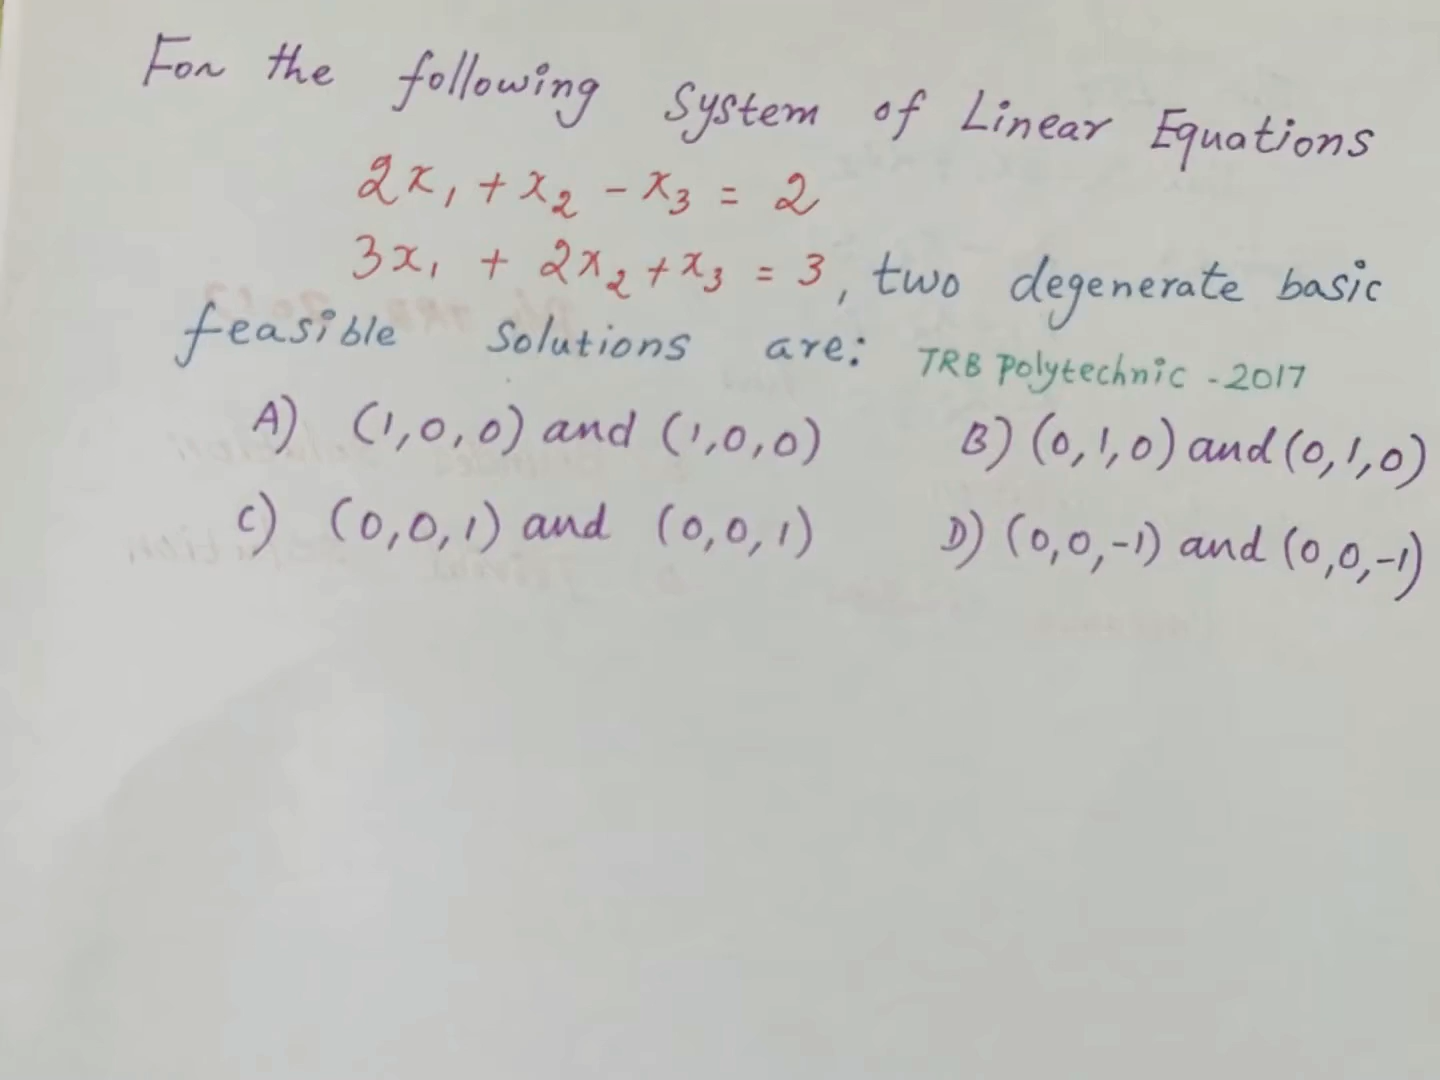 For the following System of Linear Equations
2x₁ + x₂ - x₃ = 2
3x₁ + 2x₂ + x₃ = 3, two degenerate basic
feasible solutions are: TRB Polytechnic - 2017
A) (1,0,0) and (1,0,0) B) (0,1,0) and (0,1,0)
C) (0,0,1) and (0,0,1) D) (0,0,-1) and (0,0,-1)